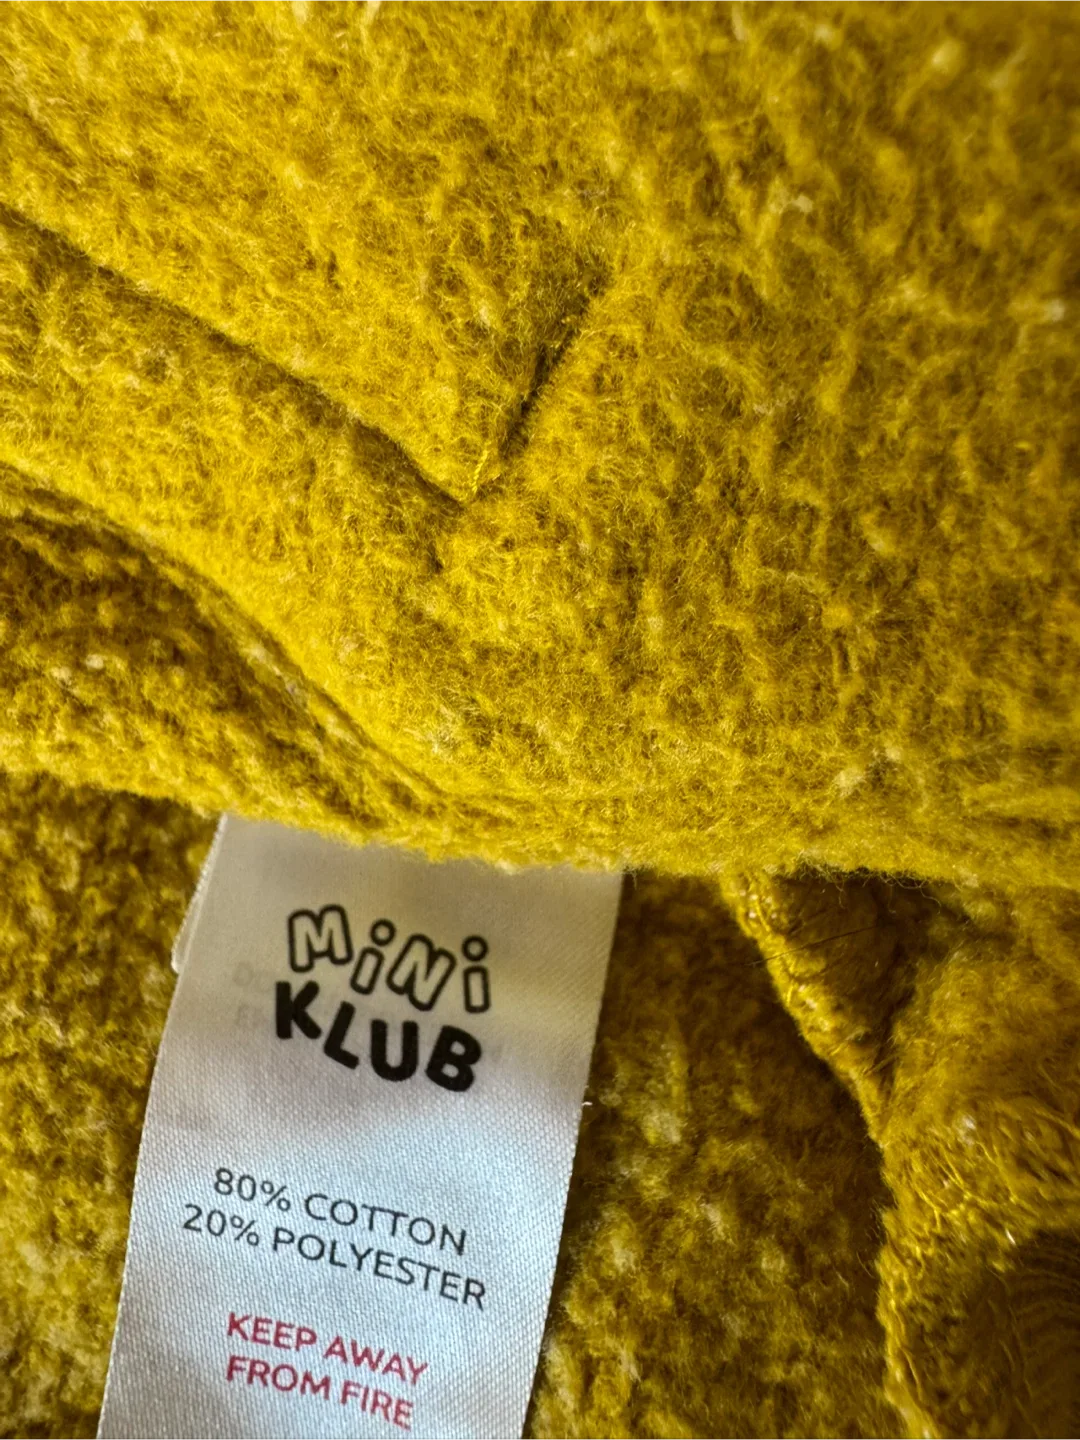 MiNi
KLUB
80% COTTON
20% POLYESTER
KEEP AWAY
FROM FIRE